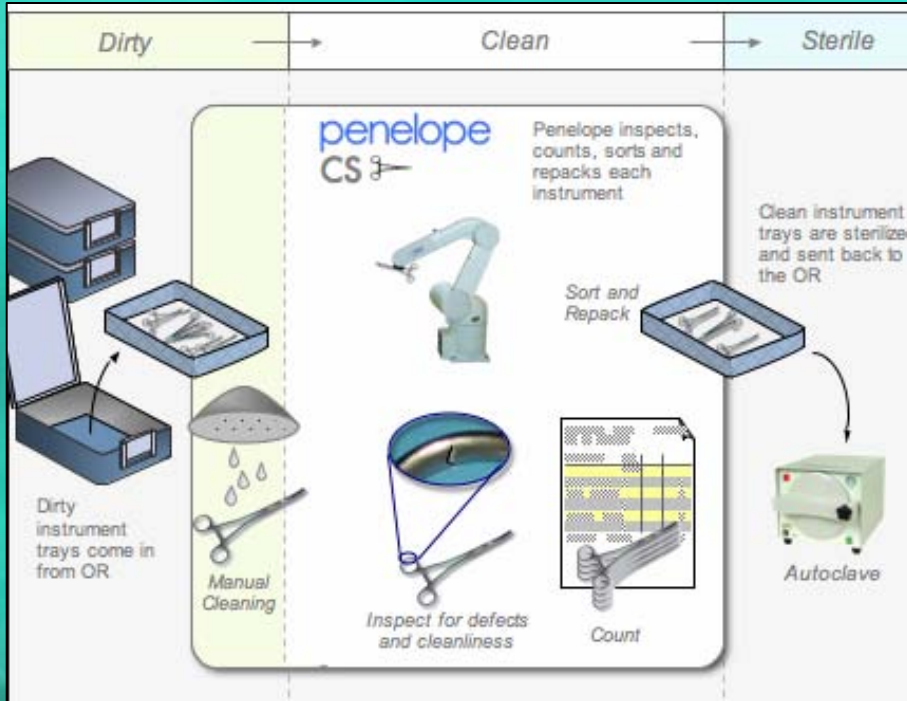 Dirty
Clean
Sterile
penelope
CS
Penelope inspects,
counts, sorts and
repacks each
instrument
Clean instrument
trays are sterilized
and sent back to
the OR
Sort and
Repack
Dirty
instrument
trays come in
from OR
Manual
Cleaning
Inspect for defects
and cleanliness
Count
Autoclave